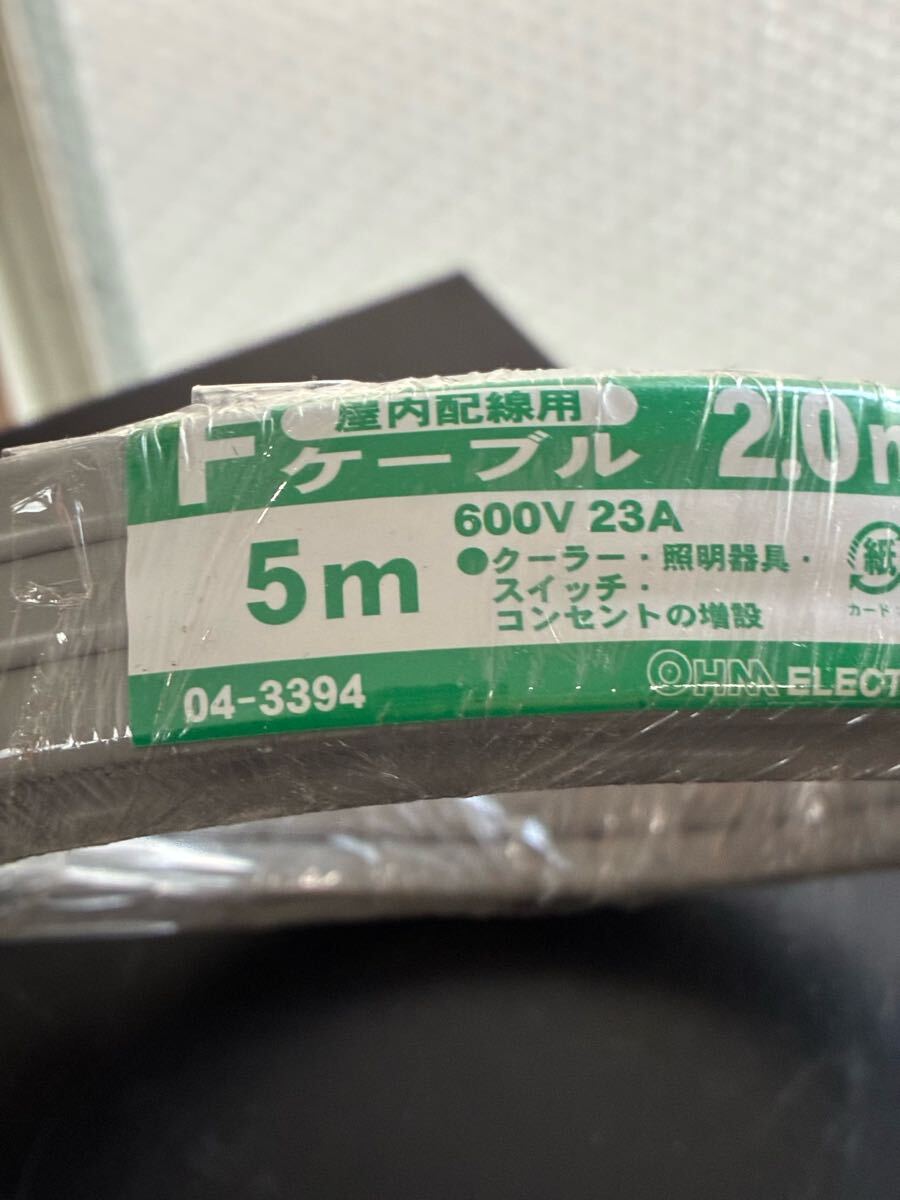 屋内配線用
Fケーブル 2.0m
5m
600V 23A
●クーラー・照明器具・
スイッチ・
コンセントの増設
紙
カード
04-3394
OHM ELECT